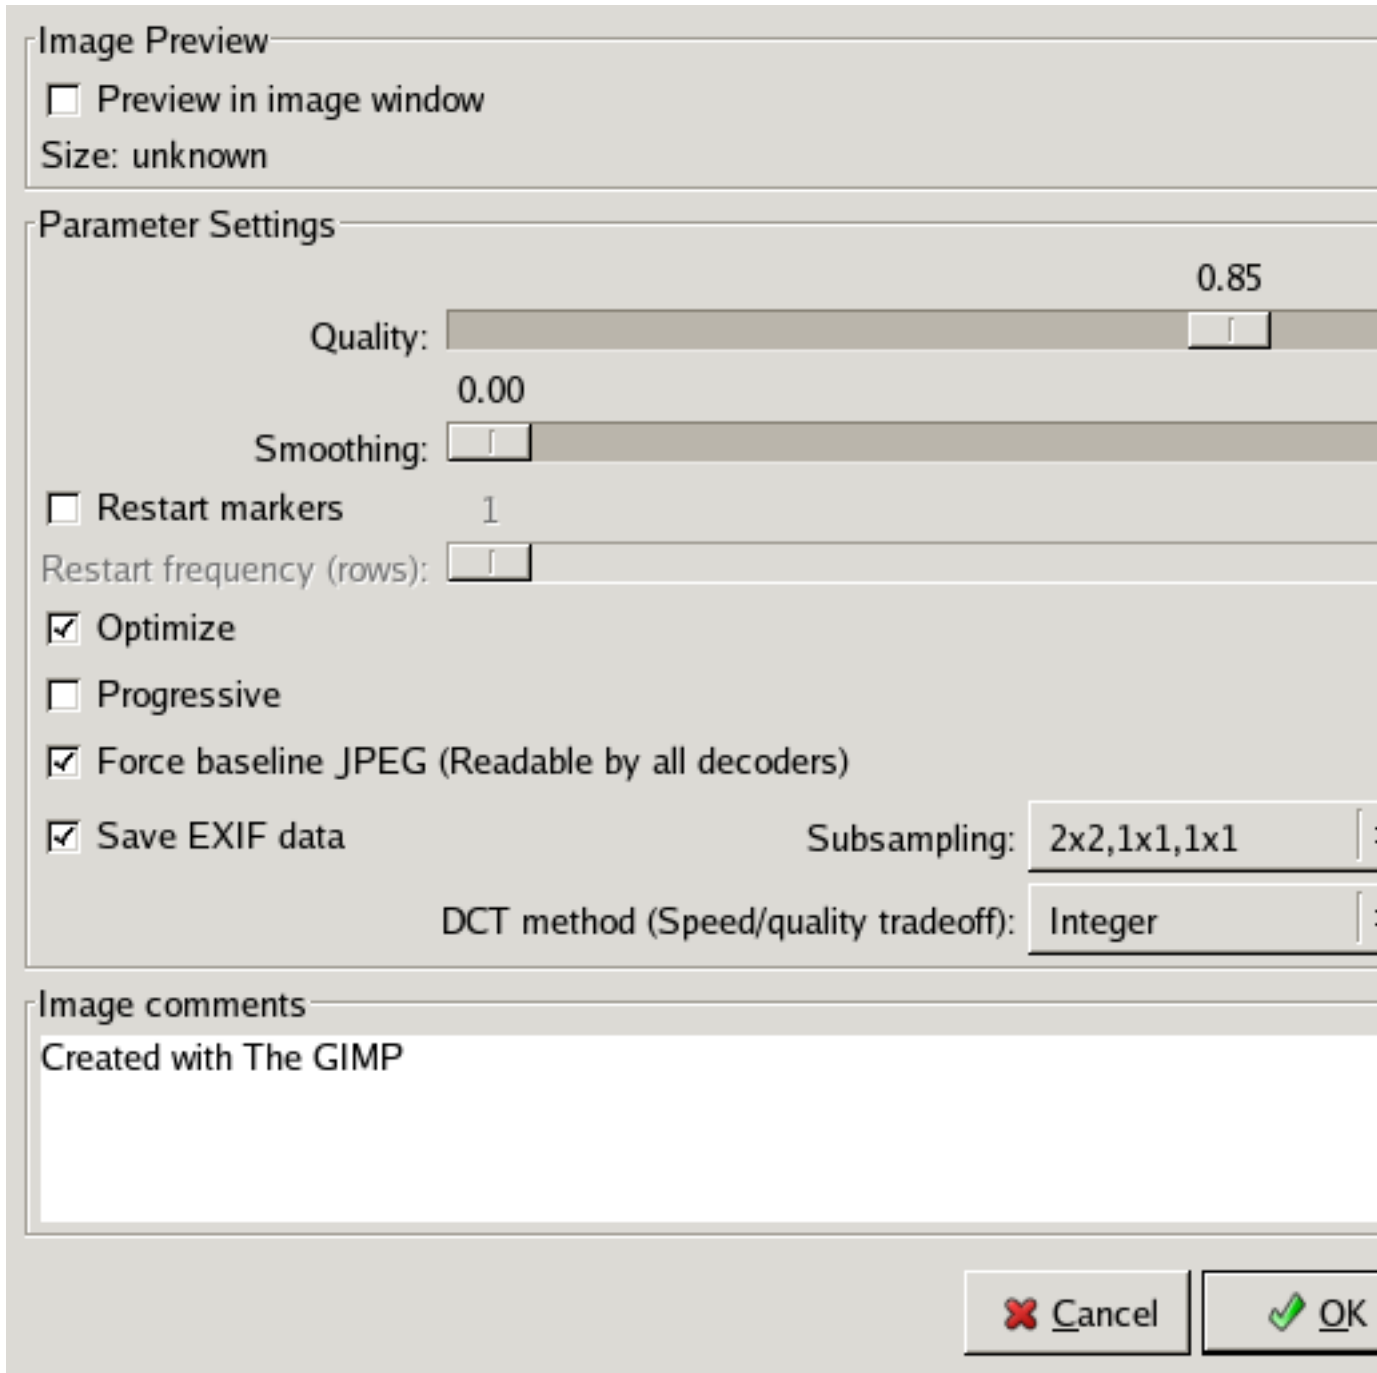 Image Preview
Preview in image window
Size: unknown
Parameter Settings
0.85
Quality:
0.00
Smoothing:
Restart markers 1
Restart frequency (rows):
Optimize
Progressive
Force baseline JPEG (Readable by all decoders)
Save EXIF data Subsampling: 2x2,1x1,1x1
DCT method (Speed/quality tradeoff): Integer
Image comments
Created with The GIMP
Cancel OK